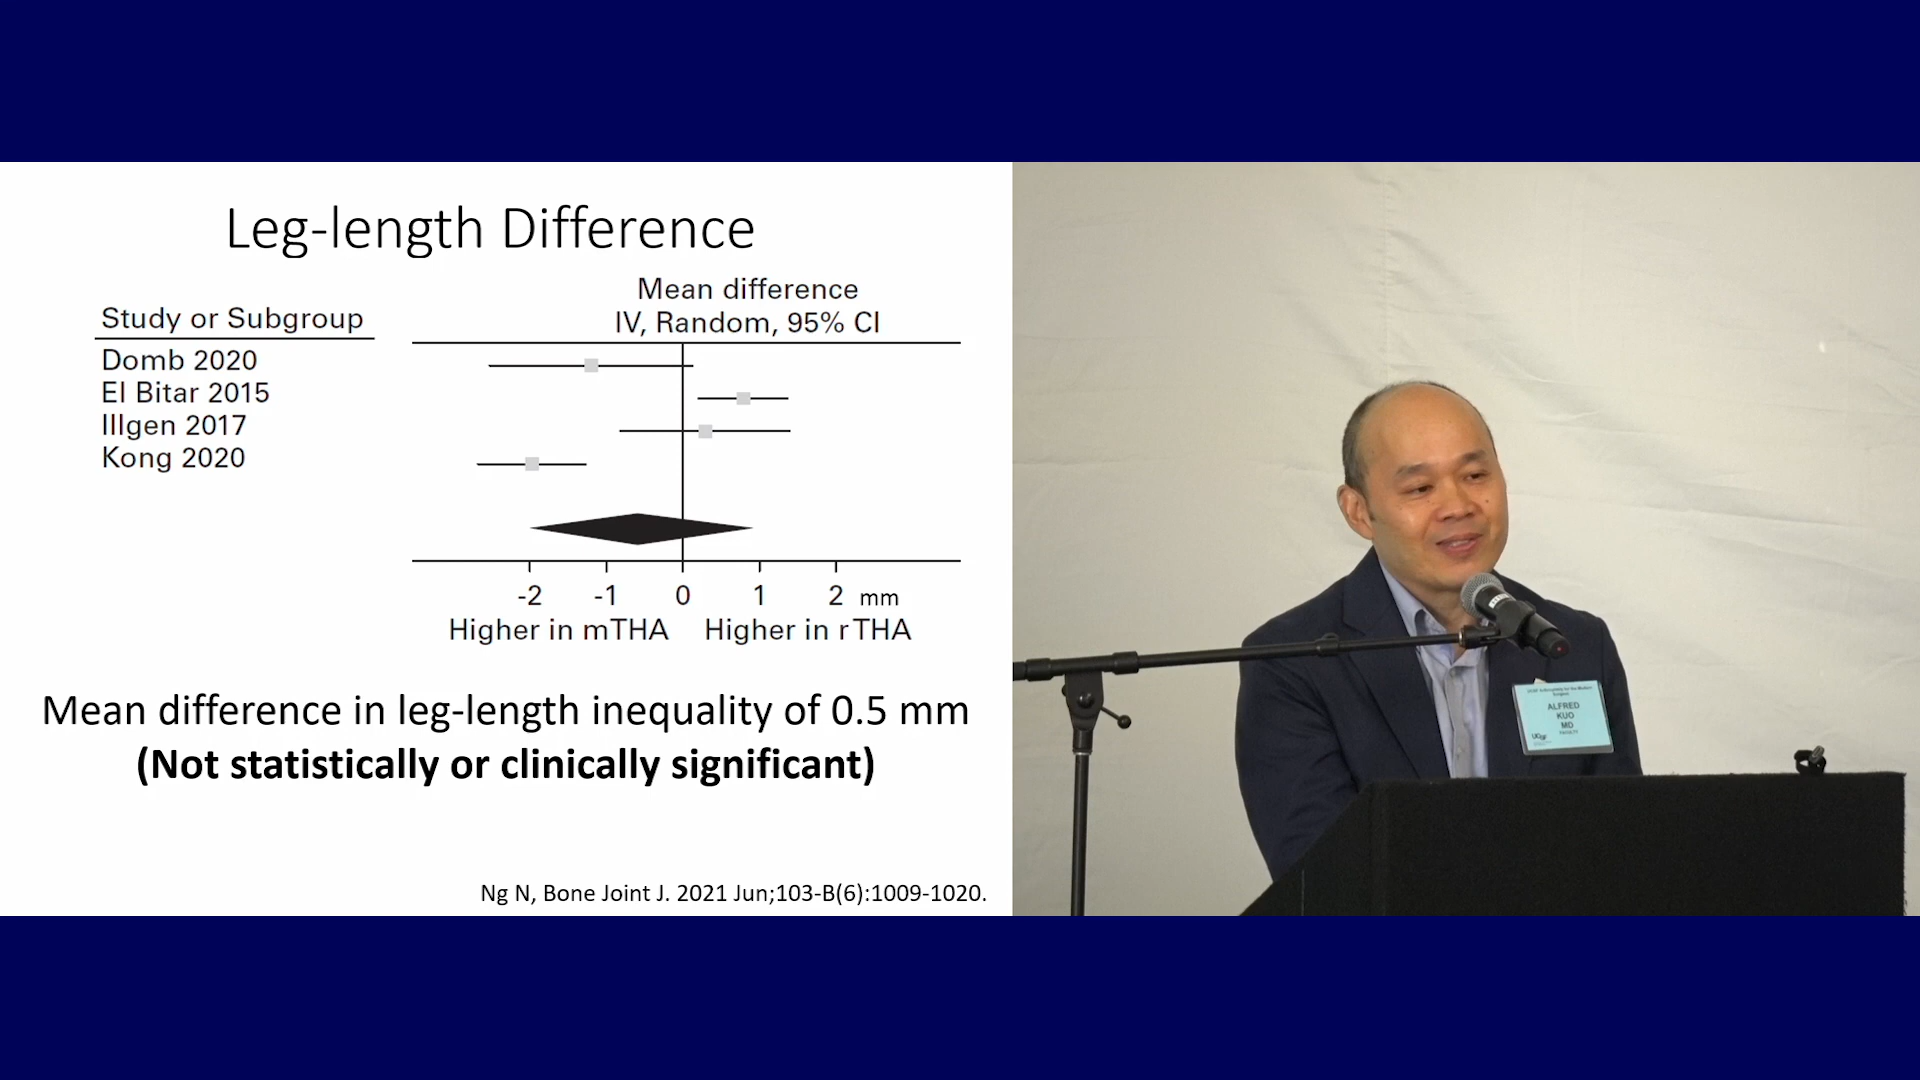 Leg-length Difference
Mean difference
IV, Random, 95% CI
Study or Subgroup
Domb 2020
El Bitar 2015
Illgen 2017
Kong 2020
-2 -1 0 1 2 mm
Higher in mTHA Higher in rTHA
Mean difference in leg-length inequality of 0.5 mm
(Not statistically or clinically significant)
Ng N, Bone Joint J. 2021 Jun;103-B(6):1009-1020.
ALFRED
KUO
MD
FACULTY
UCSF